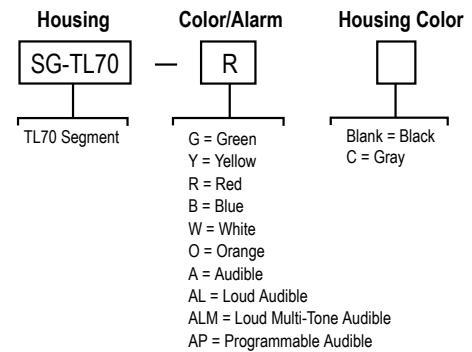 Housing Color/Alarm Housing Color
SG-TL70 — R
TL70 Segment
G = Green
Y = Yellow
R = Red
B = Blue
W = White
O = Orange
A = Audible
AL = Loud Audible
ALM = Loud Multi-Tone Audible
AP = Programmable Audible
Blank = Black
C = Gray